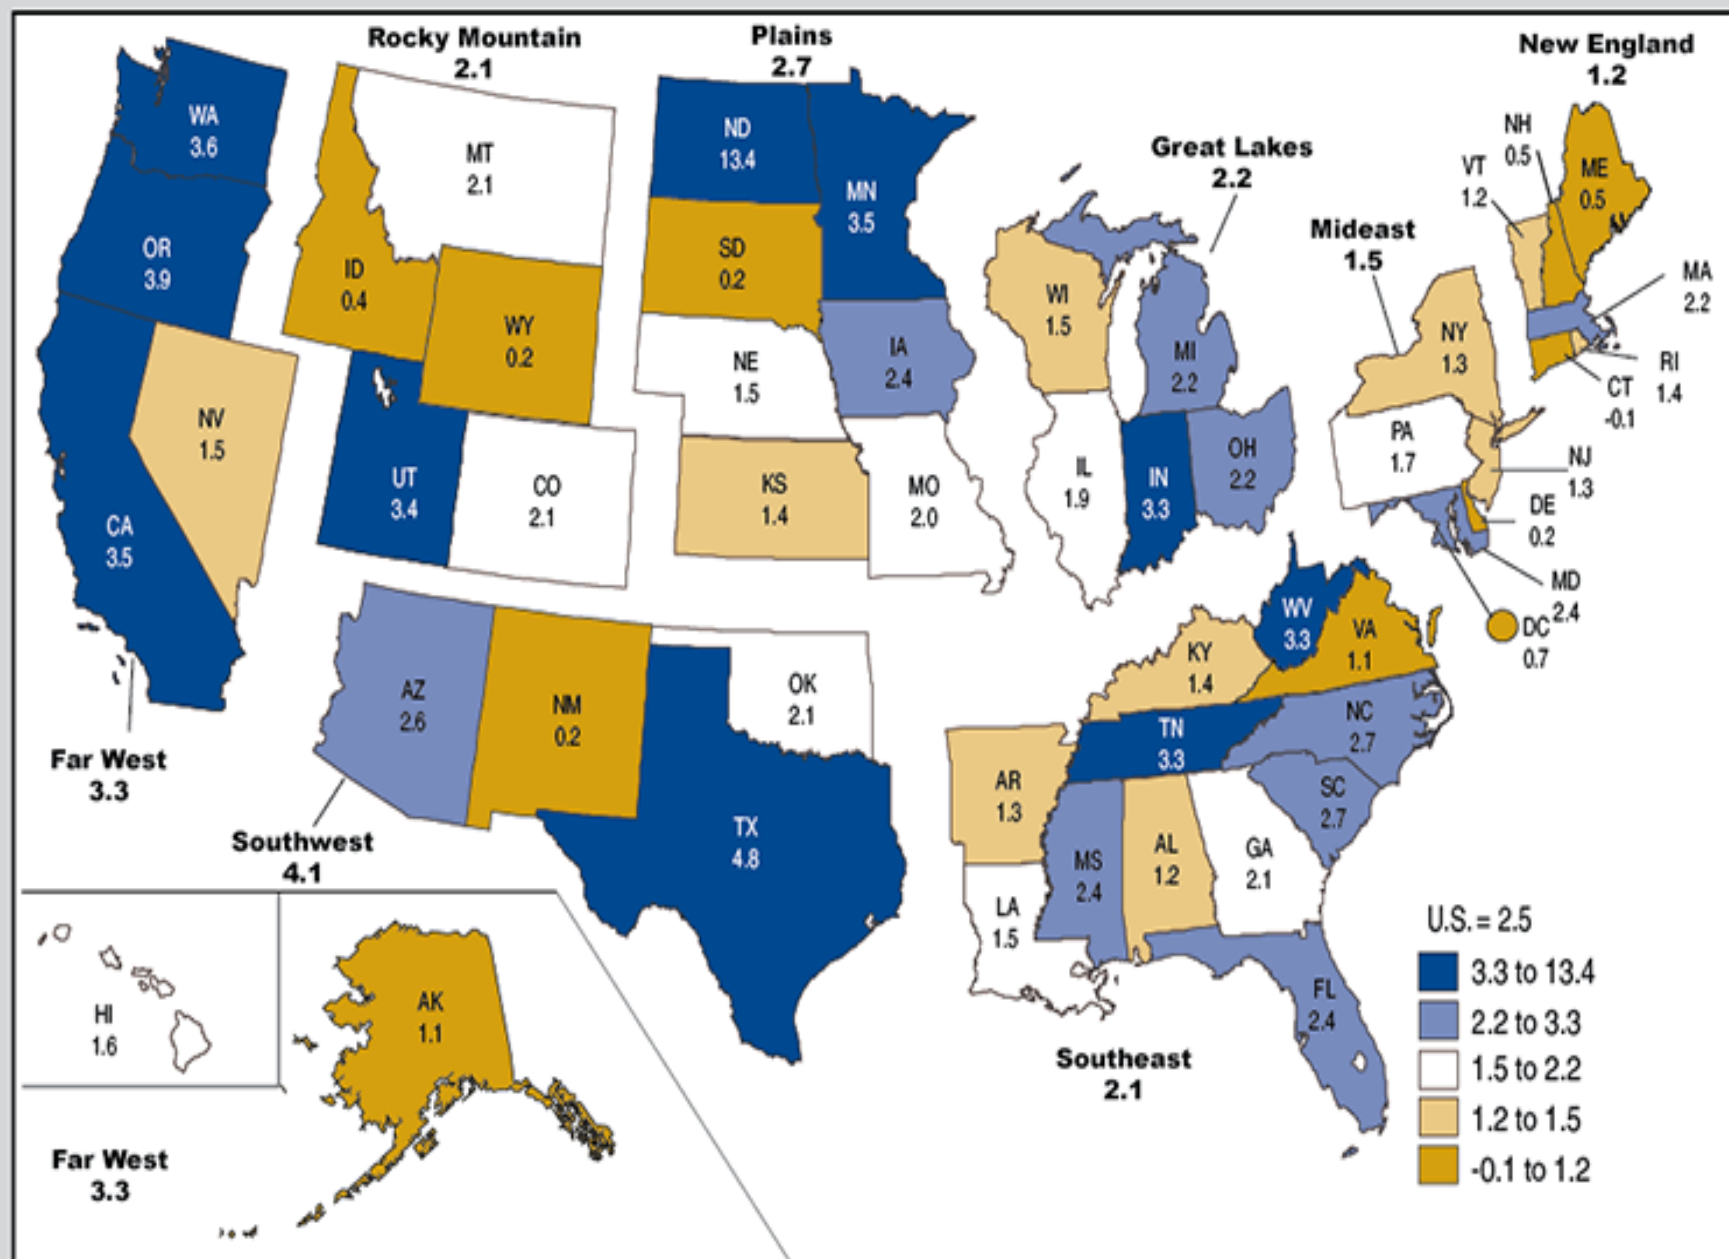 Rocky Mountain
2.1
Plains
2.7
New England
1.2
WA
3.6
OR
3.9
CA
3.5
NV
1.5
Far West
3.3
MT
2.1
ID
0.4
WY
0.2
UT
3.4
CO
2.1
ND
13.4
MN
3.5
SD
0.2
NE
1.5
IA
2.4
KS
1.4
MO
2.0
Great Lakes
2.2
WI
1.5
MI
2.2
IL
1.9
IN
3.3
OH
2.2
Mideast
1.5
NY
1.3
PA
1.7
NJ
1.3
DE
0.2
MD
2.4
DC
0.7
NH
0.5
VT
1.2
ME
0.5
MA
2.2
RI
1.4
CT
-0.1
AZ
2.6
NM
0.2
OK
2.1
TX
4.8
Southwest
4.1
WV
3.3
VA
1.1
KY
1.4
TN
3.3
NC
2.7
SC
2.7
AR
1.3
MS
2.4
AL
1.2
GA
2.1
LA
1.5
FL
2.4
Southeast
2.1
HI
1.6
AK
1.1
Far West
3.3
U.S. = 2.5
3.3 to 13.4
2.2 to 3.3
1.5 to 2.2
1.2 to 1.5
-0.1 to 1.2